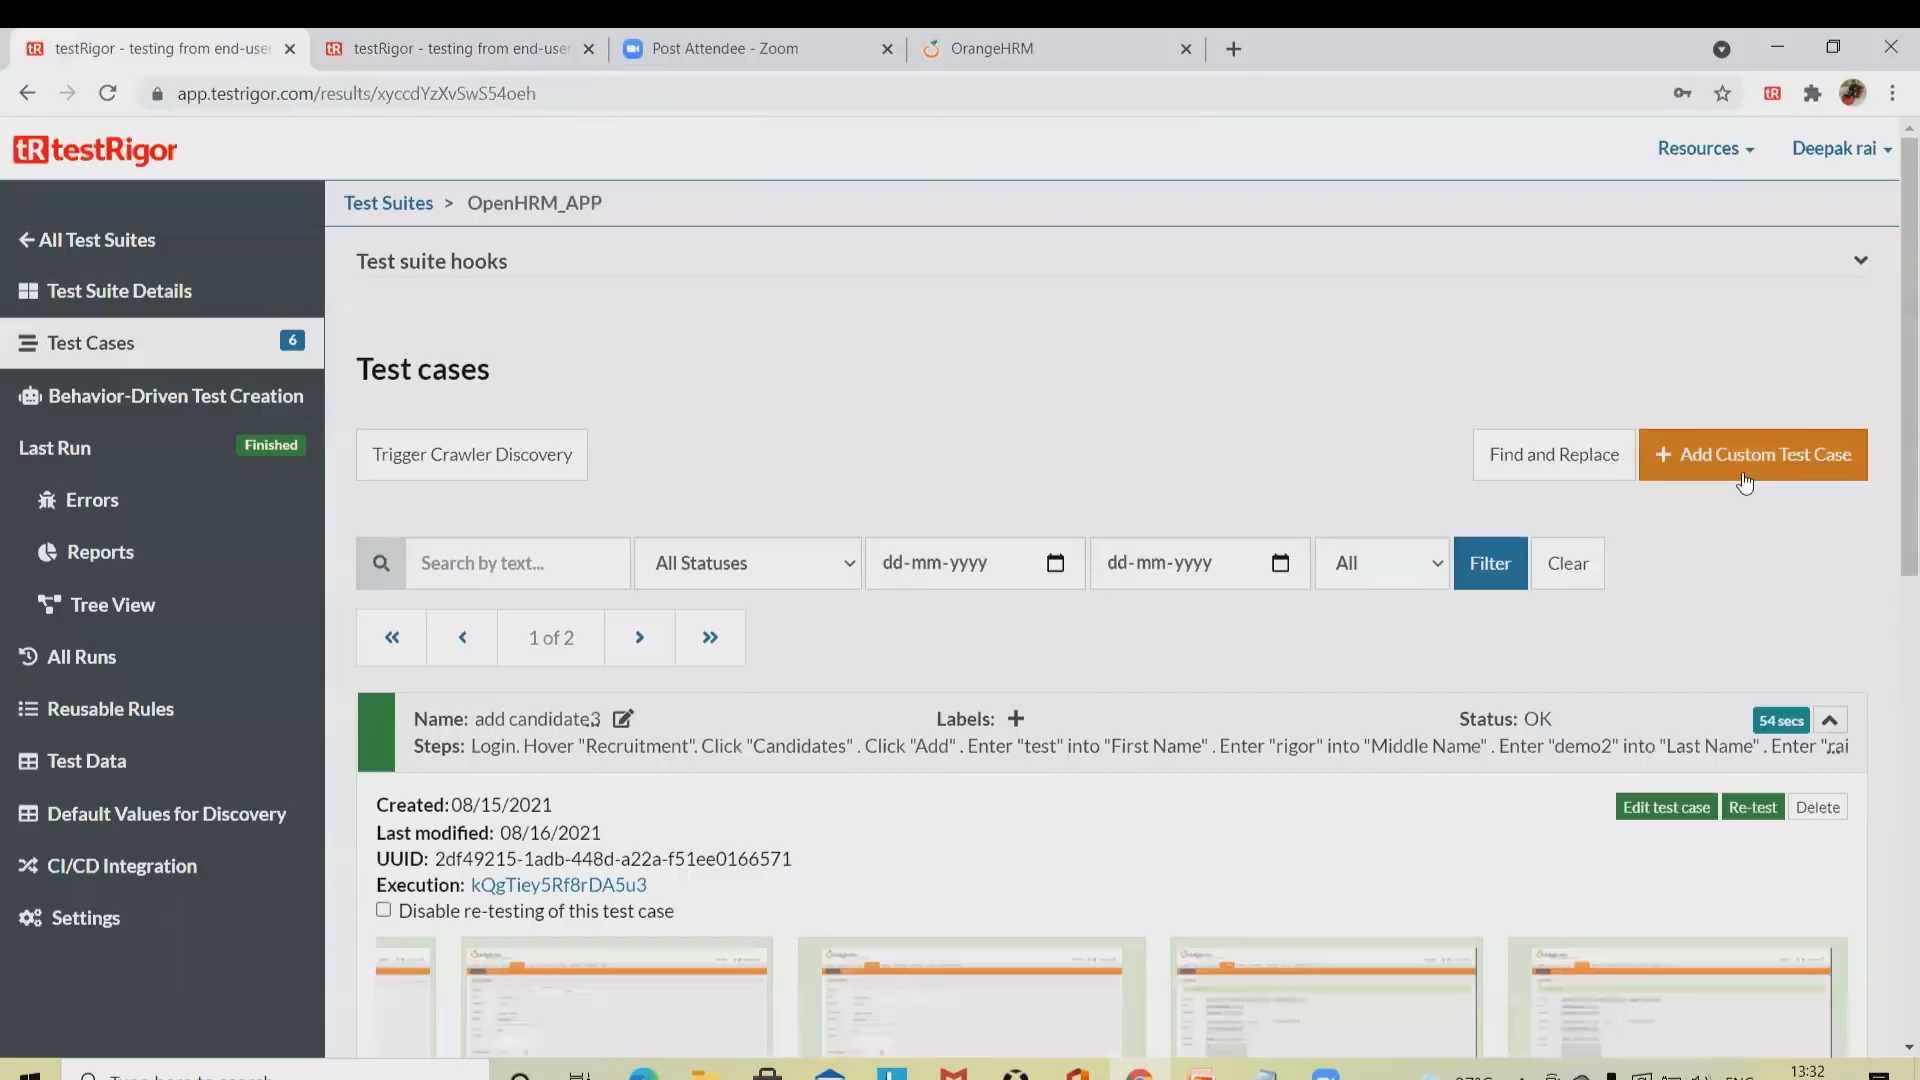 testRigor - testing from end-use
testRigor - testing from end-use
Post Attendee - Zoom
OrangeHRM
app.testrigor.com/results/xyccdYzXvSwS54oeh
tR
tR testRigor
Resources
Deepak rai
Test Suites > OpenHRM_APP
All Test Suites
Test suite hooks
Test Suite Details
Test Cases 6
Test cases
Behavior-Driven Test Creation
Last Run Finished
Trigger Crawler Discovery
Find and Replace
+ Add Custom Test Case
Errors
Reports
Search by text...
All Statuses
dd-mm-yyyy
dd-mm-yyyy
All
Filter
Clear
Tree View
« ‹ 1 of 2 › »
All Runs
Reusable Rules
Name: add candidate3
Labels: +
Status: OK
54 secs
Steps: Login. Hover "Recruitment". Click "Candidates" . Click "Add" . Enter "test" into "First Name" . Enter "rigor" into "Middle Name" . Enter "demo2" into "Last Name" . Enter "rai
Test Data
Default Values for Discovery
Created: 08/15/2021
Edit test case
Re-test
Delete
Last modified: 08/16/2021
UUID: 2df49215-1adb-448d-a22a-f51ee0166571
CI/CD Integration
Execution: kQgTiey5Rf8rDA5u3
Disable re-testing of this test case
Settings
Type here to search
13:32